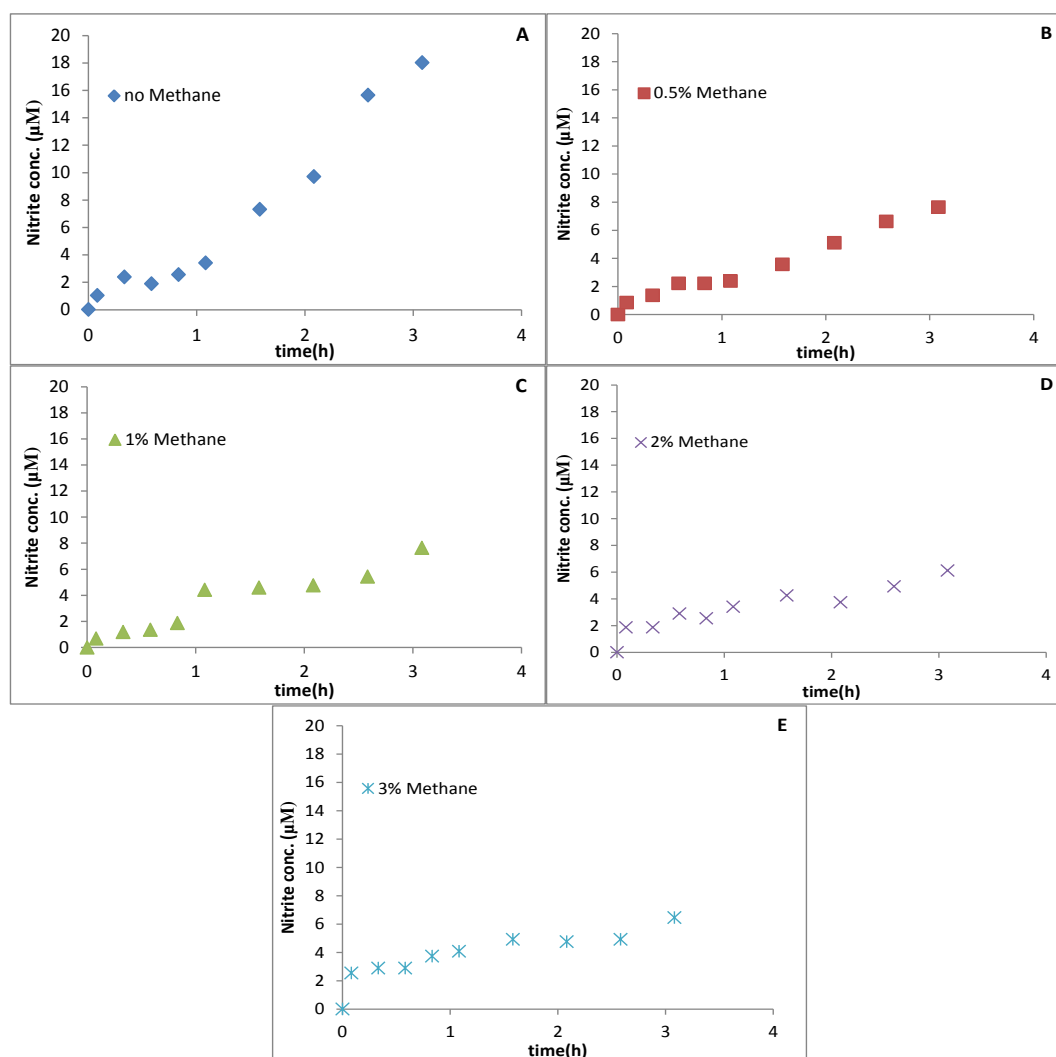 A
20
18
16
14
12
10
8
6
4
2
0
Nitrite conc. (µM)
no Methane
0 1 2 3 4
time(h)
B
20
18
16
14
12
10
8
6
4
2
0
Nitrite conc. (µM)
0.5% Methane
0 1 2 3 4
time(h)
C
20
18
16
14
12
10
8
6
4
2
0
Nitrite conc. (µM)
1% Methane
0 1 2 3 4
time(h)
D
20
18
16
14
12
10
8
6
4
2
0
Nitrite conc. (µM)
2% Methane
0 1 2 3 4
time(h)
E
20
18
16
14
12
10
8
6
4
2
0
Nitrite conc. (µM)
3% Methane
0 1 2 3 4
time(h)